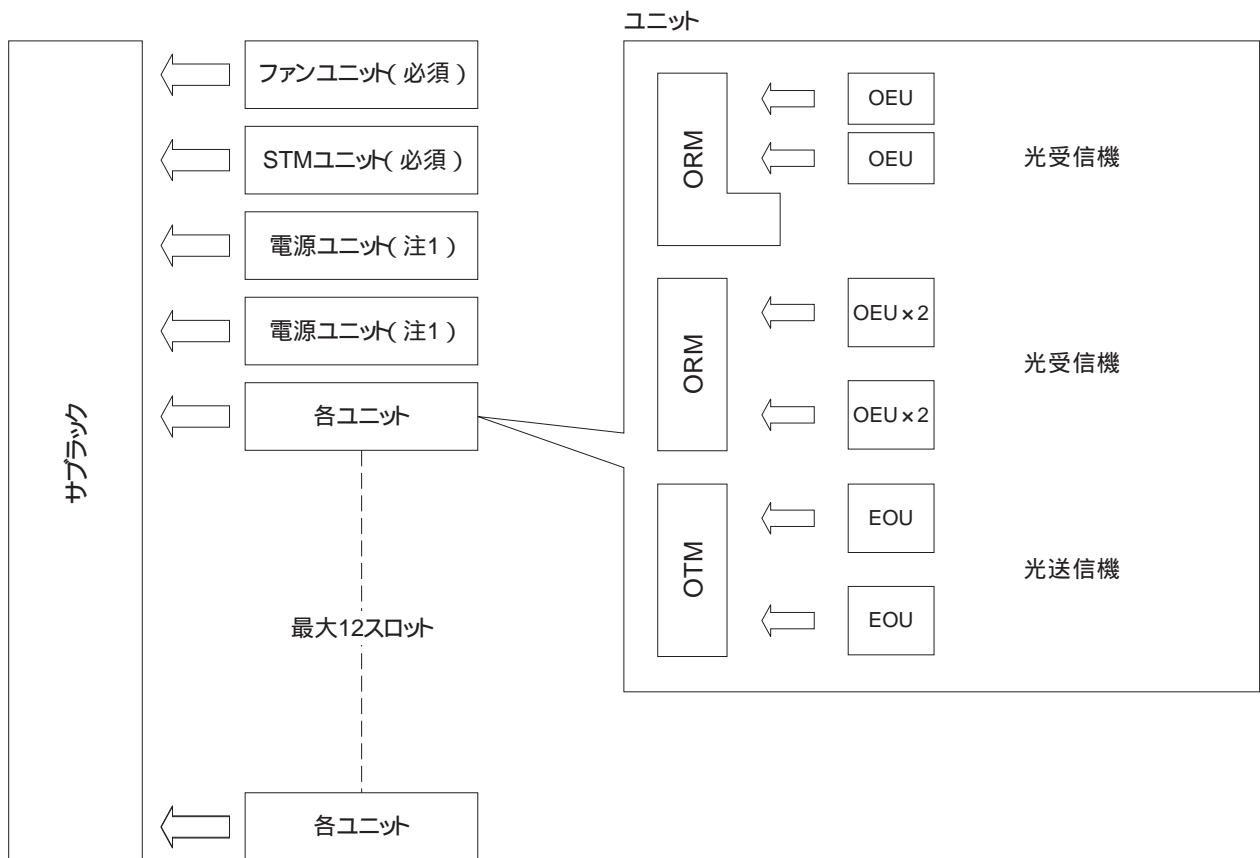 ユニット
サブラック
ファンユニット(必須)
STMユニット(必須)
電源ユニット(注1)
電源ユニット(注1)
各ユニット
最大12スロット
各ユニット
ORM
OEU
OEU
光受信機
ORM
OEU×2
OEU×2
光受信機
OTM
EOU
EOU
光送信機